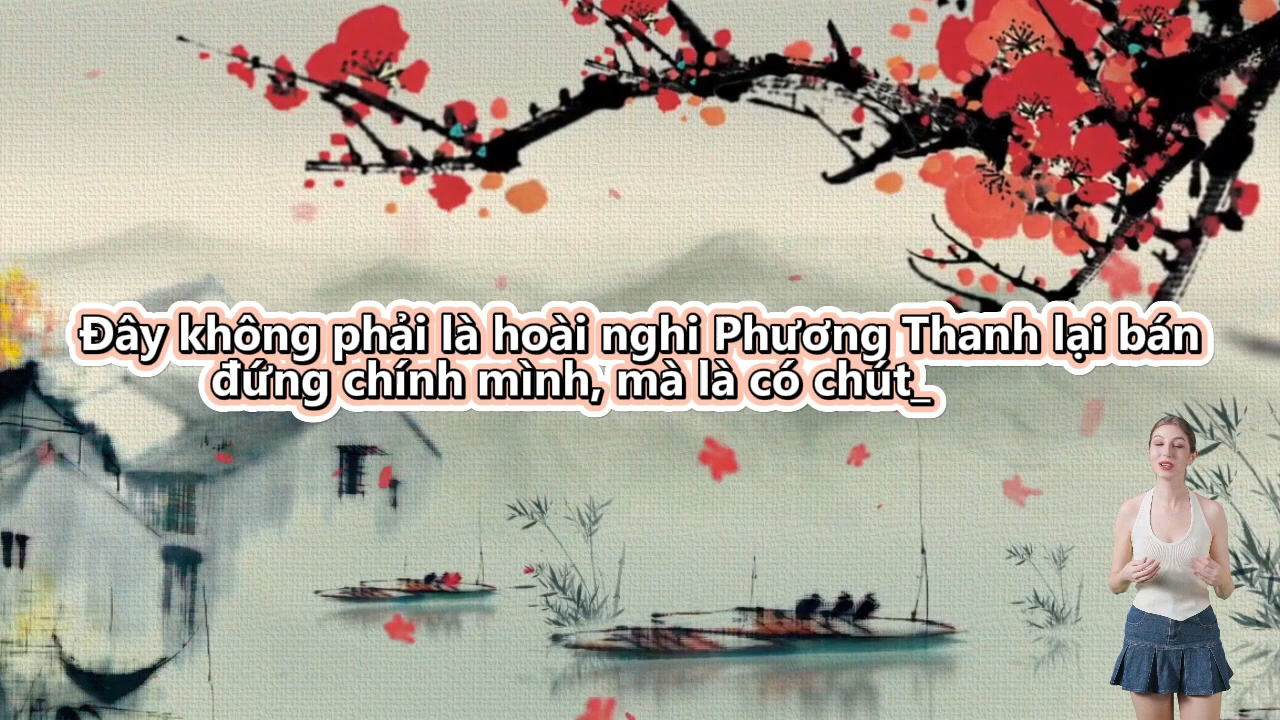 Đây không phải là hoài nghi Phương Thanh lại bán
đứng chính mình, mà là có chút_